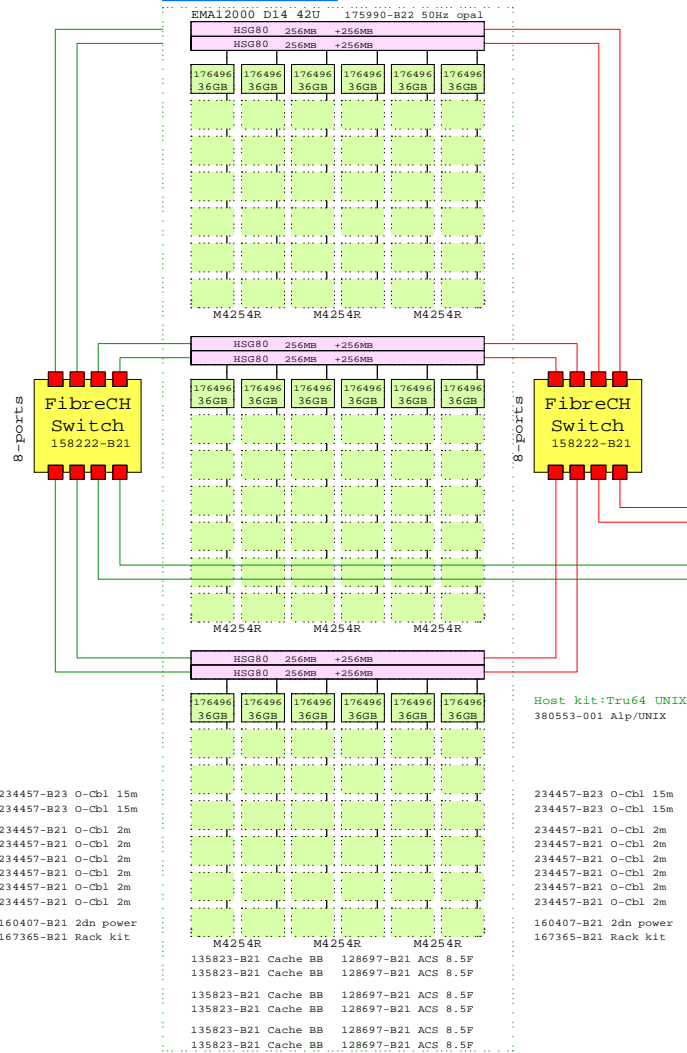 EMA12000 D14 42U 175990-B22 50Hz opal
HSG80 256MB +256MB
HSG80 256MB +256MB
176496 176496 176496 176496 176496 176496
36GB 36GB 36GB 36GB 36GB 36GB
M4254R M4254R M4254R
HSG80 256MB +256MB
HSG80 256MB +256MB
176496 176496 176496 176496 176496 176496
36GB 36GB 36GB 36GB 36GB 36GB
8-ports
FibreCH
Switch
158222-B21
8-ports
FibreCH
Switch
158222-B21
M4254R M4254R M4254R
HSG80 256MB +256MB
HSG80 256MB +256MB
176496 176496 176496 176496 176496 176496
36GB 36GB 36GB 36GB 36GB 36GB
Host kit:Tru64 UNIX
380553-001 Alp/UNIX
234457-B23 O-Cbl 15m
234457-B23 O-Cbl 15m
234457-B21 O-Cbl 2m
234457-B21 O-Cbl 2m
234457-B21 O-Cbl 2m
234457-B21 O-Cbl 2m
234457-B21 O-Cbl 2m
234457-B21 O-Cbl 2m
160407-B21 2dn power
167365-B21 Rack kit
234457-B23 O-Cbl 15m
234457-B23 O-Cbl 15m
234457-B21 O-Cbl 2m
234457-B21 O-Cbl 2m
234457-B21 O-Cbl 2m
234457-B21 O-Cbl 2m
234457-B21 O-Cbl 2m
234457-B21 O-Cbl 2m
160407-B21 2dn power
167365-B21 Rack kit
M4254R M4254R M4254R
135823-B21 Cache BB 128697-B21 ACS 8.5F
135823-B21 Cache BB 128697-B21 ACS 8.5F
135823-B21 Cache BB 128697-B21 ACS 8.5F
135823-B21 Cache BB 128697-B21 ACS 8.5F
135823-B21 Cache BB 128697-B21 ACS 8.5F
135823-B21 Cache BB 128697-B21 ACS 8.5F